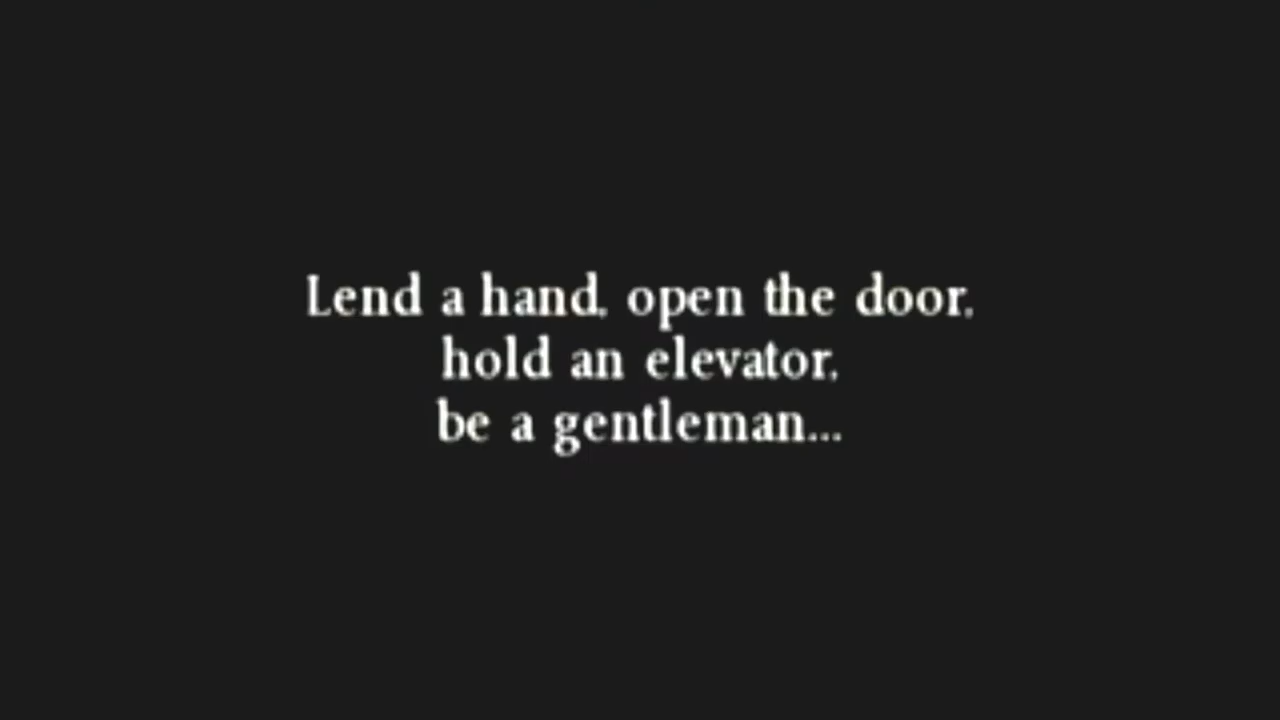 Lend a hand, open the door,
hold an elevator,
be a gentleman...